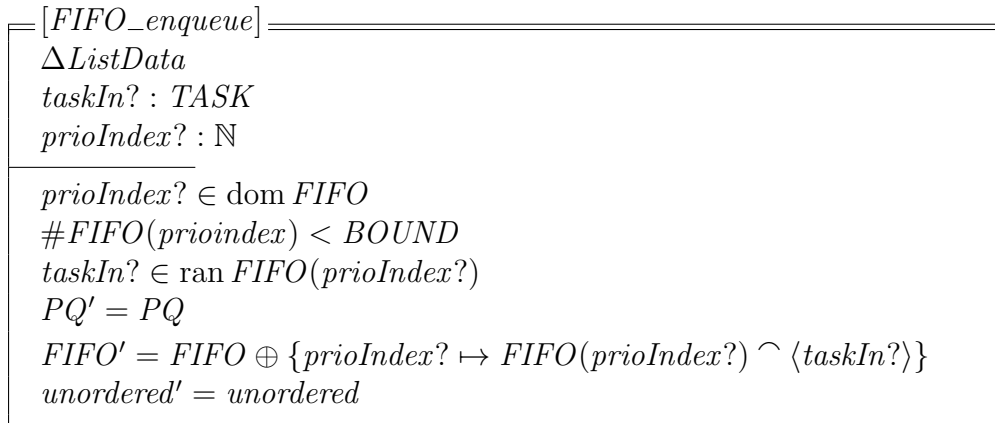 [FIFO_enqueue]
ΔListData
taskIn? : TASK
prioIndex? : ℕ
prioIndex? ∈ dom FIFO
#FIFO(prioindex) < BOUND
taskIn? ∈ ran FIFO(prioIndex?)
PQ′ = PQ
FIFO′ = FIFO ⊕ {prioIndex? ↦ FIFO(prioIndex?) ⌢ ⟨taskIn?⟩}
unordered′ = unordered